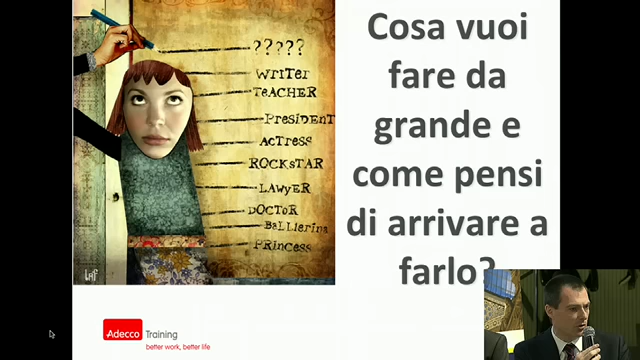 ?????
WRITER
TEACHER
PRESIDENT
ACTRESS
ROCKSTAR
LAWYER
DOCTOR
BALLERINA
PRINCESS
Cosa vuoi
fare da
grande e
come pensi
di arrivare a
farlo?
Adecco Training
better work, better life